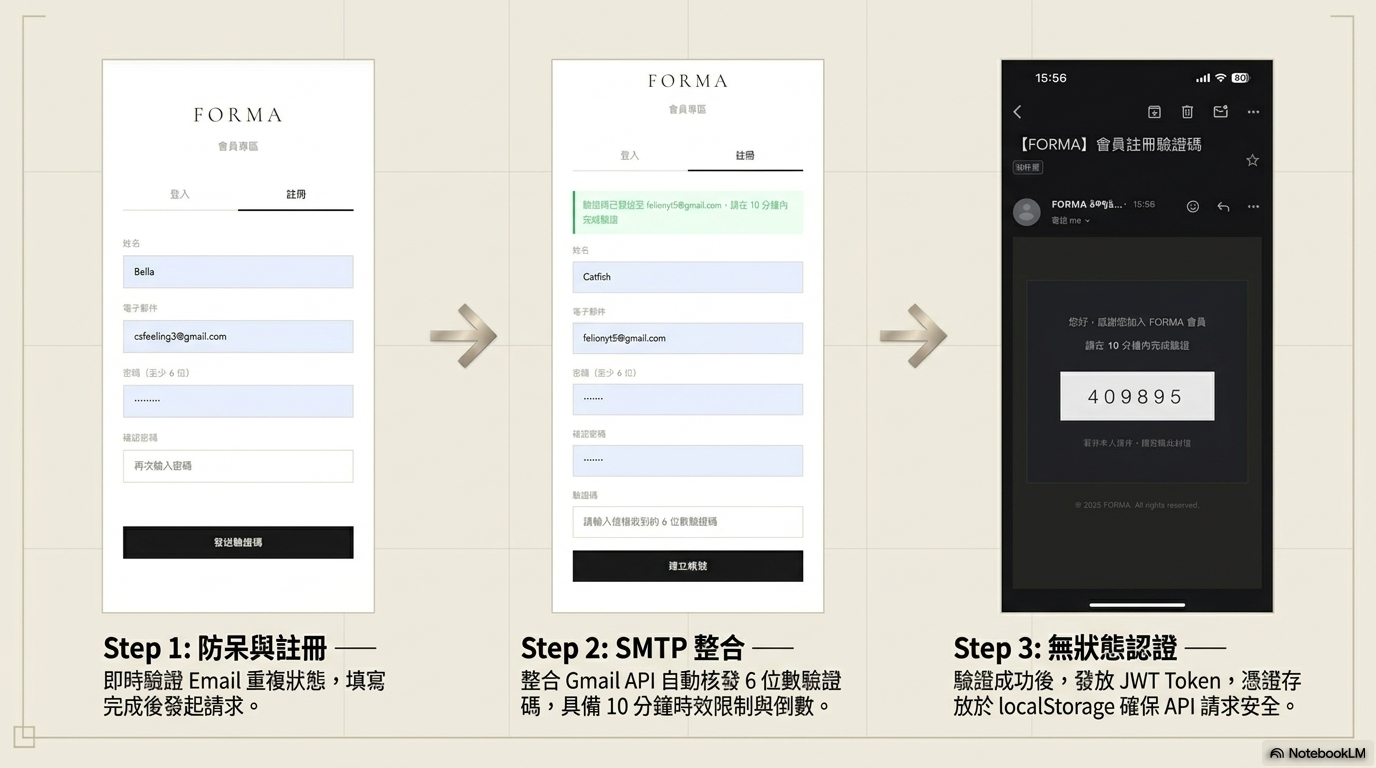 FORMA
會員專區
登入 註冊
姓名
Bella
電子郵件
csfeeling3@gmail.com
密碼（至少 6 位）
·········
確認密碼
再次輸入密碼
發送驗證碼
FORMA
會員專區
登入 註冊
驗證碼已發送至 felionyt5@gmail.com，請在 10 分鐘內
完成驗證
姓名
Catfish
電子郵件
felionyt5@gmail.com
密碼（至少 6 位）
·······
確認密碼
·······
驗證碼
請輸入信箱收到的 6 位數驗證碼
建立帳號
15:56
80
【FORMA】會員註冊驗證碼
FORMA 15:56
寄給 me
您好，感謝您加入 FORMA 會員
請在 10 分鐘內完成驗證
409895
© 2025 FORMA. All rights reserved.
Step 1: 防呆與註冊 ——
即時驗證 Email 重複狀態，填寫
完成後發起請求。
Step 2: SMTP 整合 ——
整合 Gmail API 自動核發 6 位數驗證
碼，具備 10 分鐘時效限制與倒數。
Step 3: 無狀態認證 ——
驗證成功後，發放 JWT Token，憑證存
放於 localStorage 確保 API 請求安全。
NotebookLM